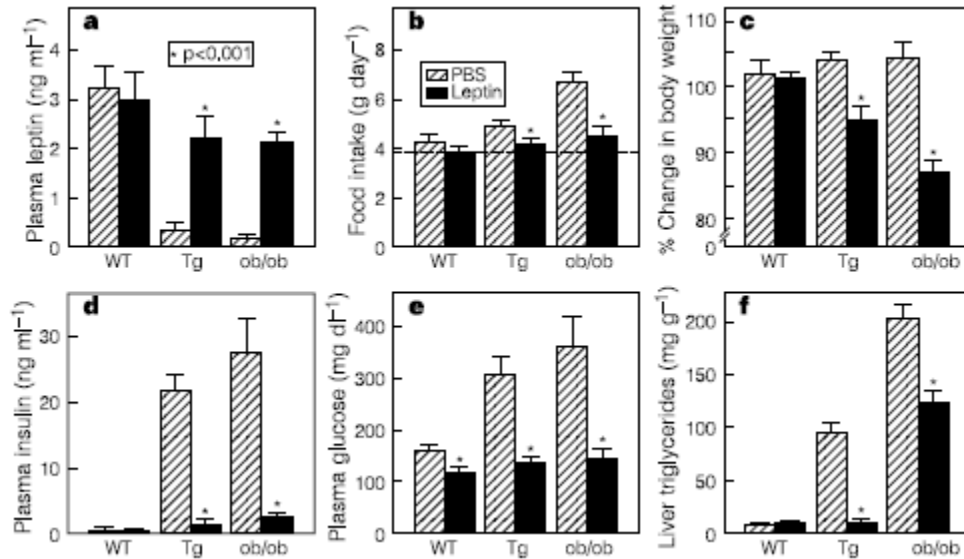 a
Plasma leptin (ng ml⁻¹)
4
3
2
1
0
* p<0.001
*
*
WT
Tg
ob/ob
b
Food intake (g day⁻¹)
8
6
4
2
0
PBS
Leptin
*
*
WT
Tg
ob/ob
c
% Change in body weight
110
100
90
80
0
*
*
WT
Tg
ob/ob
d
Plasma insulin (ng ml⁻¹)
30
20
10
0
*
*
WT
Tg
ob/ob
e
Plasma glucose (mg dl⁻¹)
400
300
200
100
0
*
*
*
WT
Tg
ob/ob
f
Liver triglycerides (mg g⁻¹)
200
150
100
50
0
*
*
WT
Tg
ob/ob